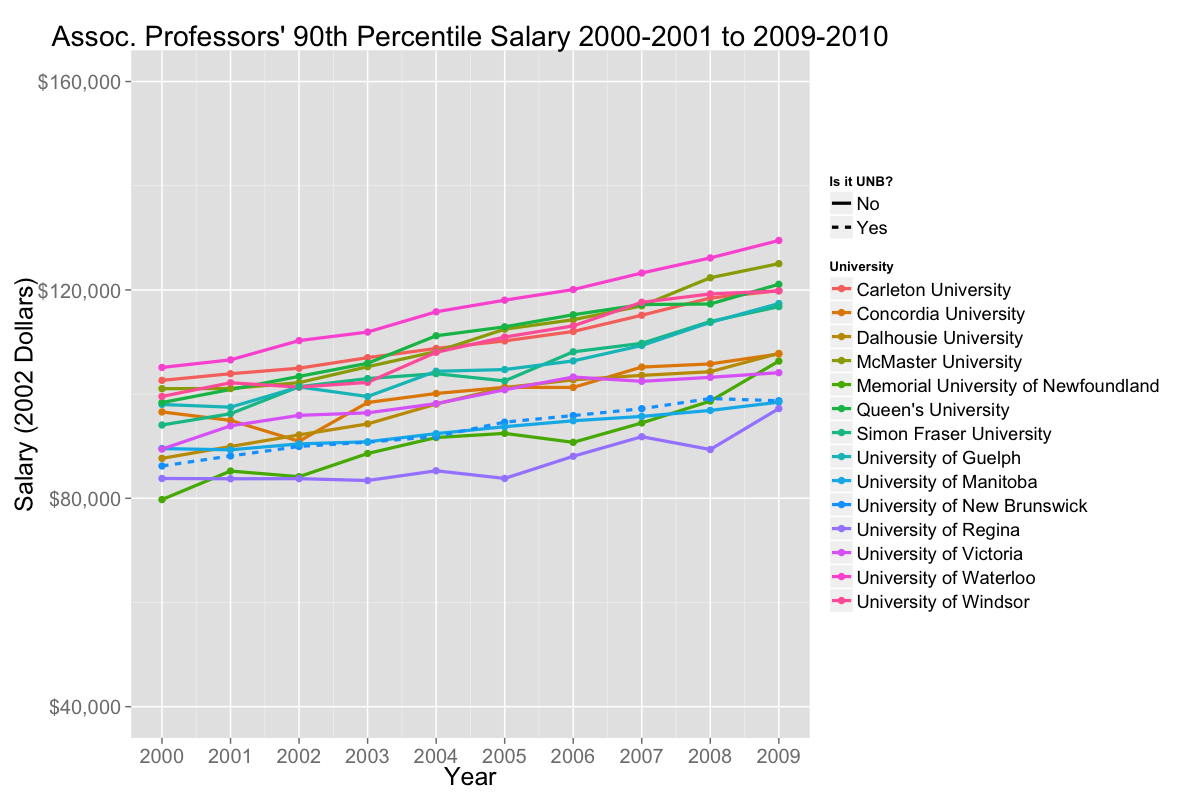 Assoc. Professors' 90th Percentile Salary 2000-2001 to 2009-2010
$160,000
$120,000
$80,000
$40,000
Salary (2002 Dollars)
2000 2001 2002 2003 2004 2005 2006 2007 2008 2009
Year
Is it UNB?
No
Yes
University
Carleton University
Concordia University
Dalhousie University
McMaster University
Memorial University of Newfoundland
Queen's University
Simon Fraser University
University of Guelph
University of Manitoba
University of New Brunswick
University of Regina
University of Victoria
University of Waterloo
University of Windsor